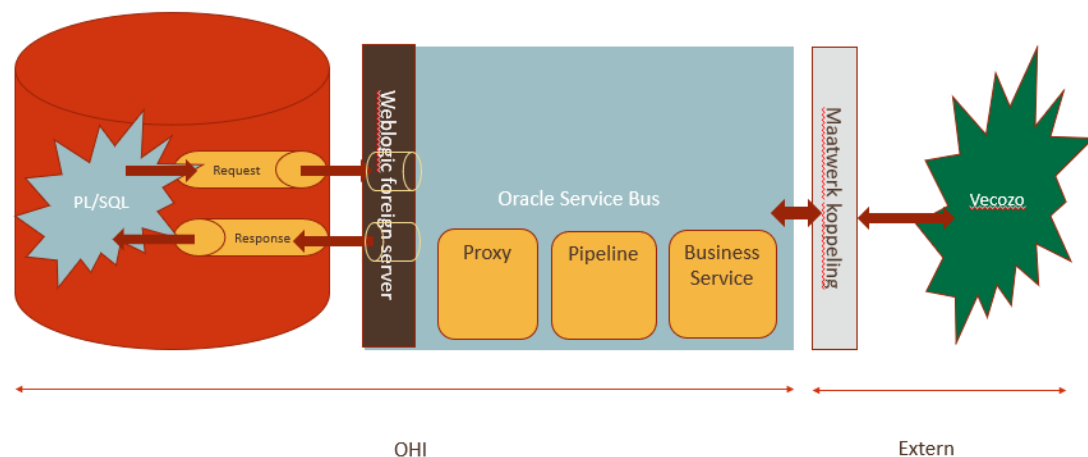 PL/SQL
Request
Response
Weblogic foreign server
Oracle Service Bus
Proxy
Pipeline
Business
Service
Maatwerk koppeling
Vecozo
OHI
Extern